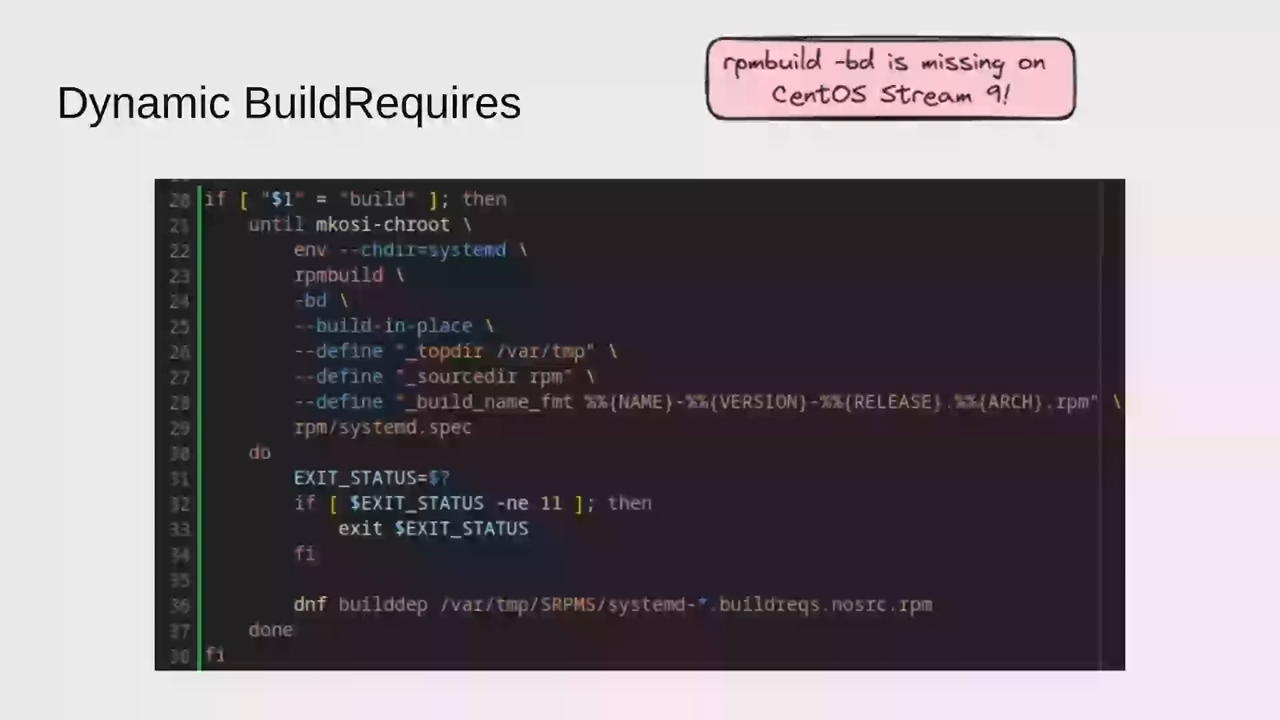 rpmbuild -bd is missing on
CentOS Stream 9!
Dynamic BuildRequires
20 if [ "$1" = "build" ]; then
21 until mkosi-chroot \
22 env --chdir=systemd \
23 rpmbuild \
24 -bd \
25 --build-in-place \
26 --define "_topdir /var/tmp" \
27 --define "_sourcedir rpm" \
28 --define "_build_name_fmt %%{NAME}-%%{VERSION}-%%{RELEASE}.%%{ARCH}.rpm" \
29 rpm/systemd.spec
30 do
31 EXIT_STATUS=$?
32 if [ $EXIT_STATUS -ne 11 ]; then
33 exit $EXIT_STATUS
34 fi
35
36 dnf builddep /var/tmp/SRPMS/systemd-*.buildreqs.nosrc.rpm
37 done
38 fi